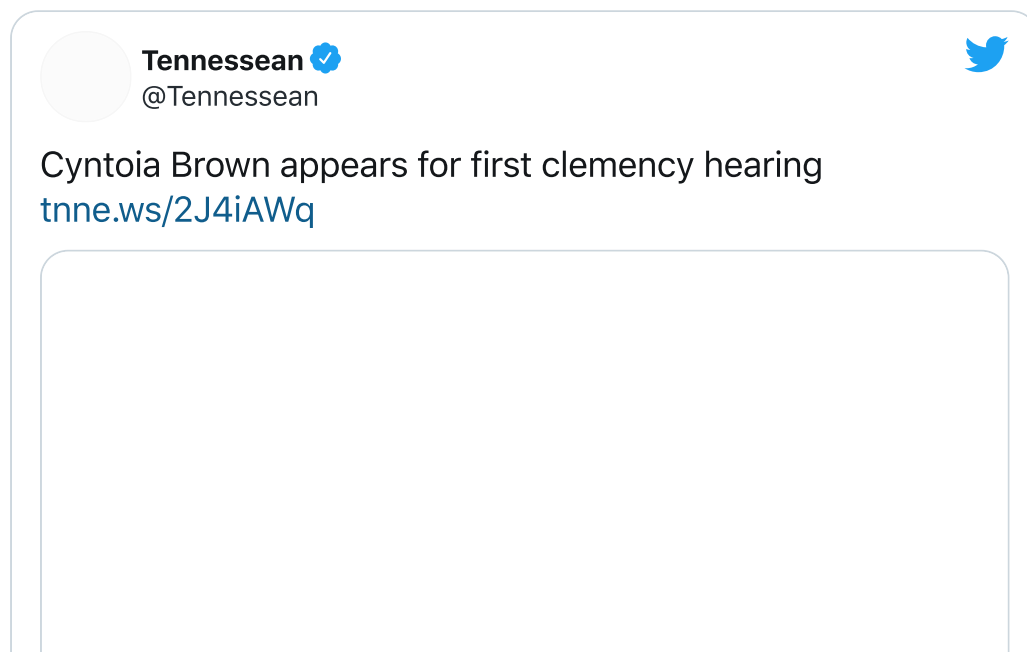 Tennessean
@Tennessean
Cyntoia Brown appears for first clemency hearing
tnne.ws/2J4iAWq